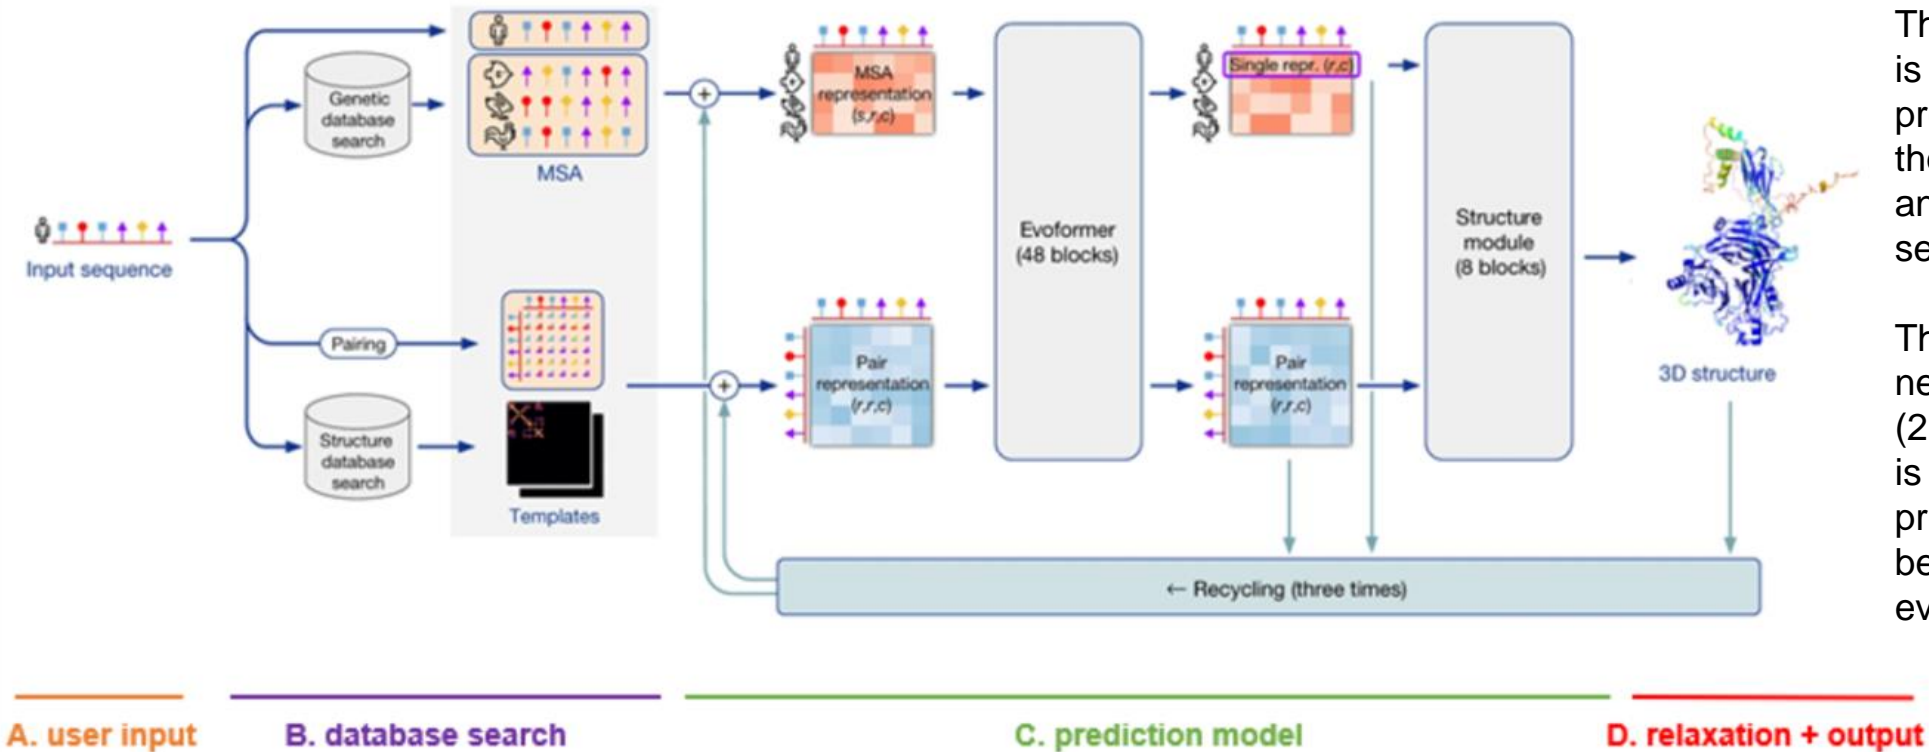 Input sequence
Genetic
database
search
Pairing
Structure
database
search
MSA
Templates
MSA
representation
(s,r,c)
Pair
representation
(r,r,c)
Evoformer
(48 blocks)
Single repr. (r,c)
Pair
representation
(r,r,c)
Structure
module
(8 blocks)
3D structure
← Recycling (three times)
A. user input
B. database search
C. prediction model
D. relaxation + output
Th
is
pr
the
an
se
Th
ne
(2
is
pr
be
ev